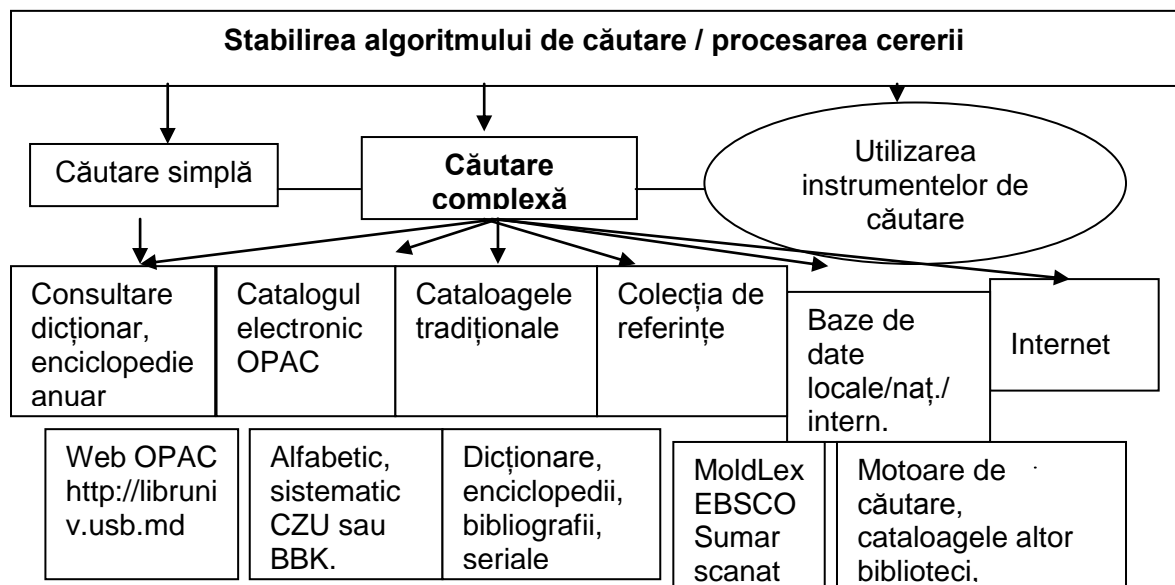 Stabilirea algoritmului de căutare / procesarea cererii
Căutare simplă
Căutare
complexă
Utilizarea
instrumentelor de
căutare
Consultare
dicționar,
enciclopedie
anuar
Catalogul
electronic
OPAC
Cataloagele
tradiționale
Colecția de
referințe
Baze de
date
locale/naț./
intern.
Internet
Web OPAC
http://libruni
v.usb.md
Alfabetic,
sistematic
CZU sau
BBK.
Dicționare,
enciclopedii,
bibliografii,
seriale
MoldLex
EBSCO
Sumar
scanat
Motoare de
căutare,
cataloagele altor
biblioteci,